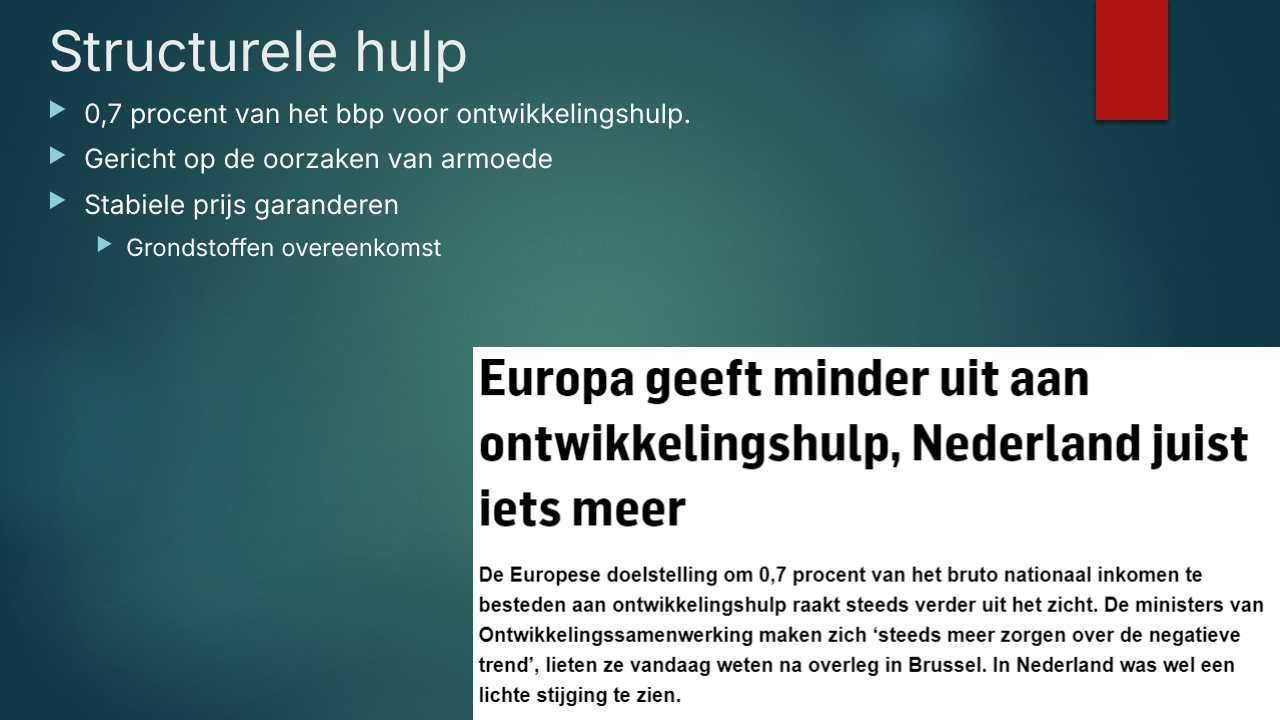 Structurele hulp
0,7 procent van het bbp voor ontwikkelingshulp.
Gericht op de oorzaken van armoede
Stabiele prijs garanderen
Grondstoffen overeenkomst
Europa geeft minder uit aan
ontwikkelingshulp, Nederland juist
iets meer
De Europese doelstelling om 0,7 procent van het bruto nationaal inkomen te
besteden aan ontwikkelingshulp raakt steeds verder uit het zicht. De ministers van
Ontwikkelingssamenwerking maken zich ‘steeds meer zorgen over de negatieve
trend’, lieten ze vandaag weten na overleg in Brussel. In Nederland was wel een
lichte stijging te zien.